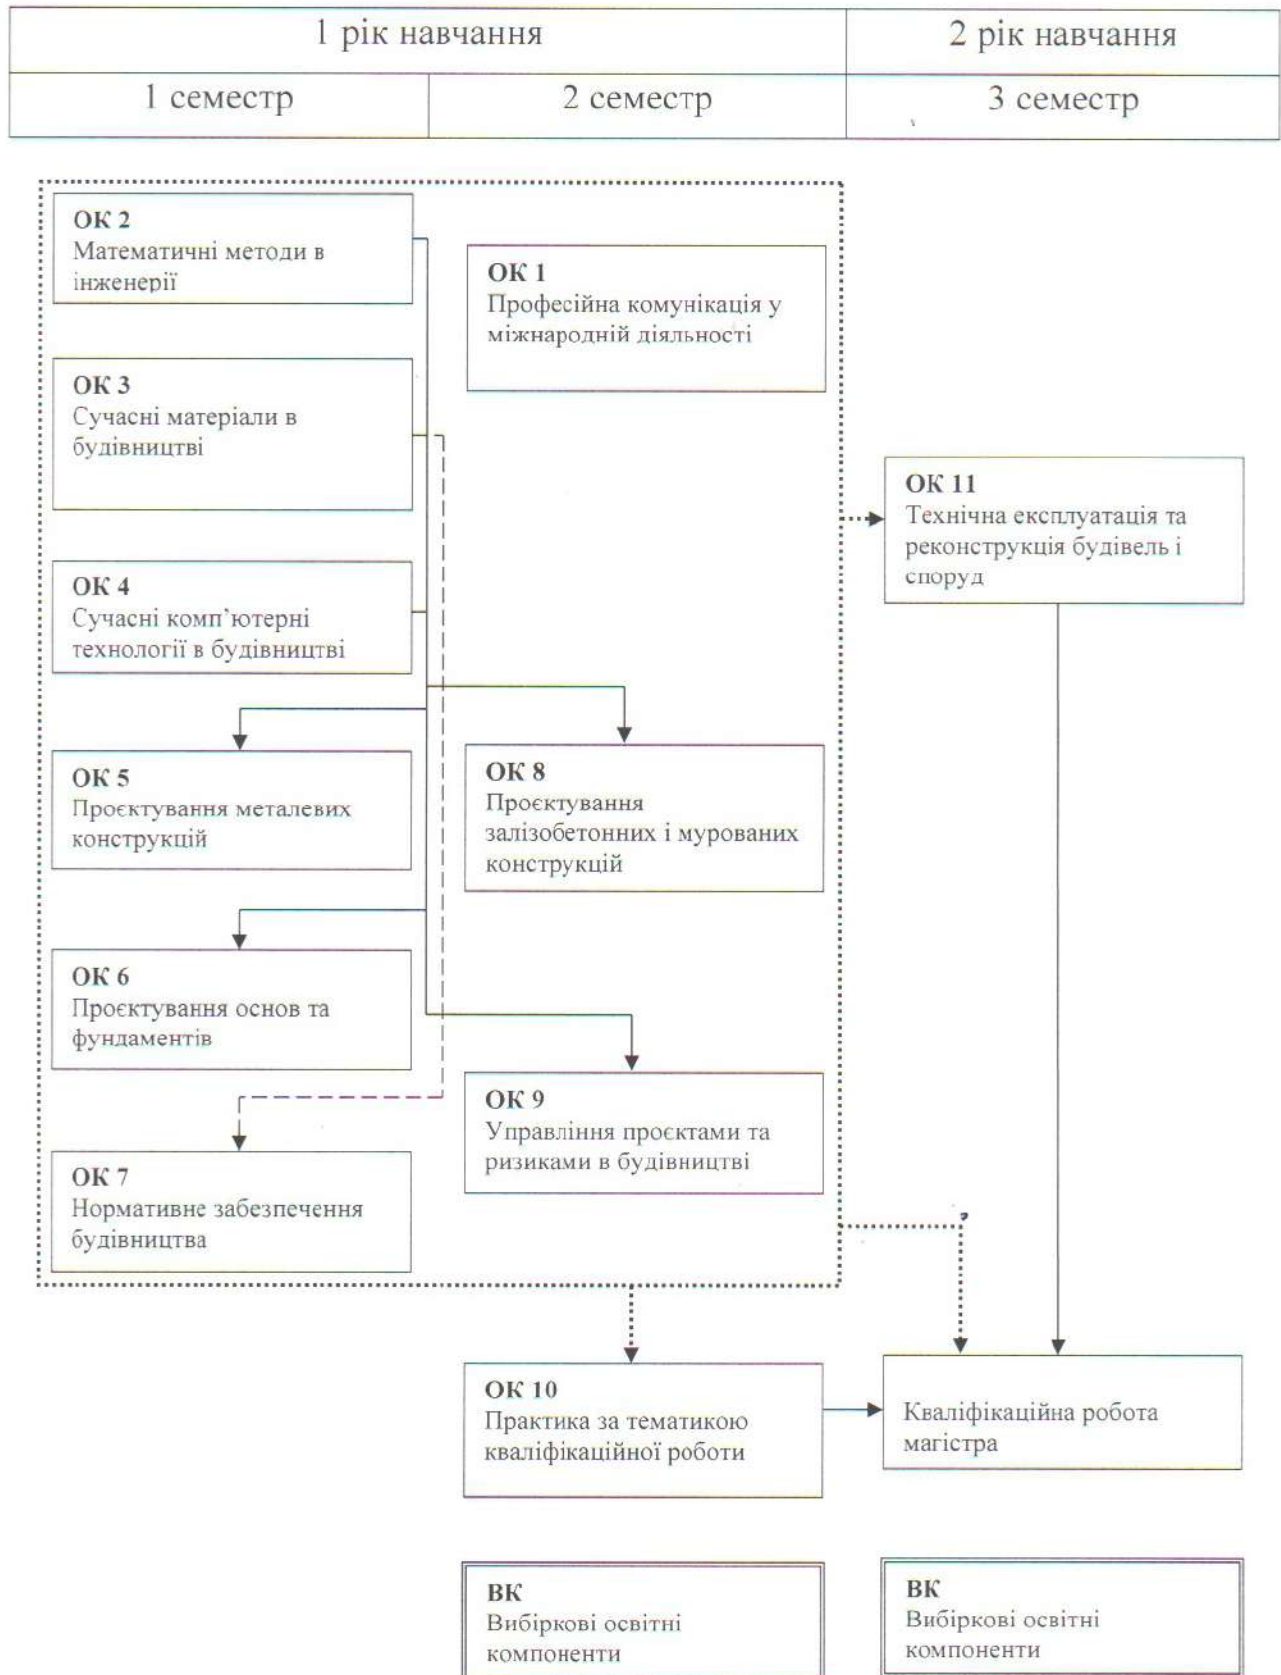 1 рік навчання
2 рік навчання
1 семестр
2 семестр
3 семестр
ОК 2
Математичні методи в
інженерії
ОК 1
Професійна комунікація у
міжнародній діяльності
ОК 3
Сучасні матеріали в
будівництві
ОК 11
Технічна експлуатація та
реконструкція будівель і
споруд
ОК 4
Сучасні комп’ютерні
технології в будівництві
ОК 5
Проєктування металевих
конструкцій
ОК 8
Проєктування
залізобетонних і мурованих
конструкцій
ОК 6
Проєктування основ та
фундаментів
ОК 9
Управління проєктами та
ризиками в будівництві
ОК 7
Нормативне забезпечення
будівництва
ОК 10
Практика за тематикою
кваліфікаційної роботи
Кваліфікаційна робота
магістра
ВК
Вибіркові освітні
компоненти
ВК
Вибіркові освітні
компоненти